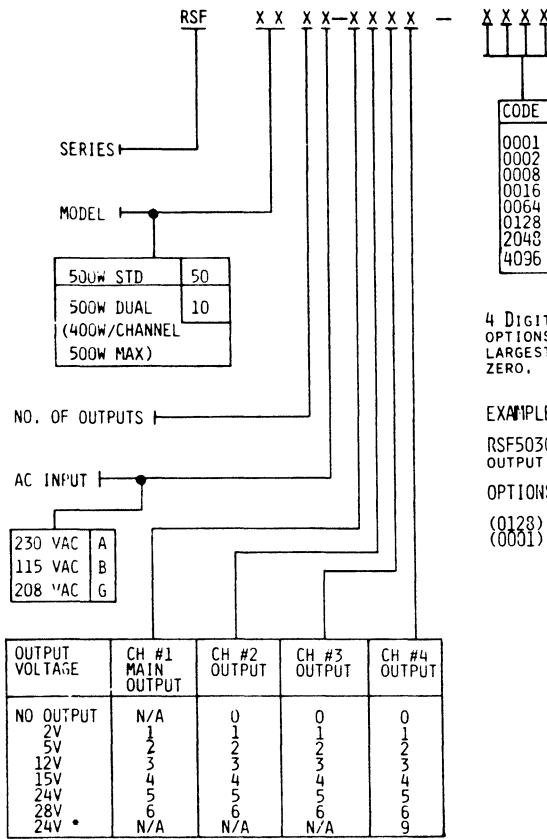 RSF XX XX-XXXX - XXX
SERIES
MODEL
500W STD 50
500W DUAL 10
(400W/CHANNEL
500W MAX)
NO. OF OUTPUTS
AC INPUT
230 VAC A
115 VAC B
208 VAC G
OUTPUT VOLTAGE CH #1 MAIN OUTPUT CH #2 OUTPUT CH #3 OUTPUT CH #4 OUTPUT
NO OUTPUT N/A 0 0 0
2V 1 1 1 1
5V 2 2 2 2
12V 3 3 3 3
15V 4 4 4 4
24V 5 5 5 5
28V 6 6 6 6
24V • N/A N/A N/A 9
CODE
0001
0002
0008
0016
0064
0128
2048
4096
4 DIGIT
OPTIONS
LARGEST
ZERO.
EXAMPLE
RSF5030
OUTPUT
OPTIONS
(0128)
(0001)